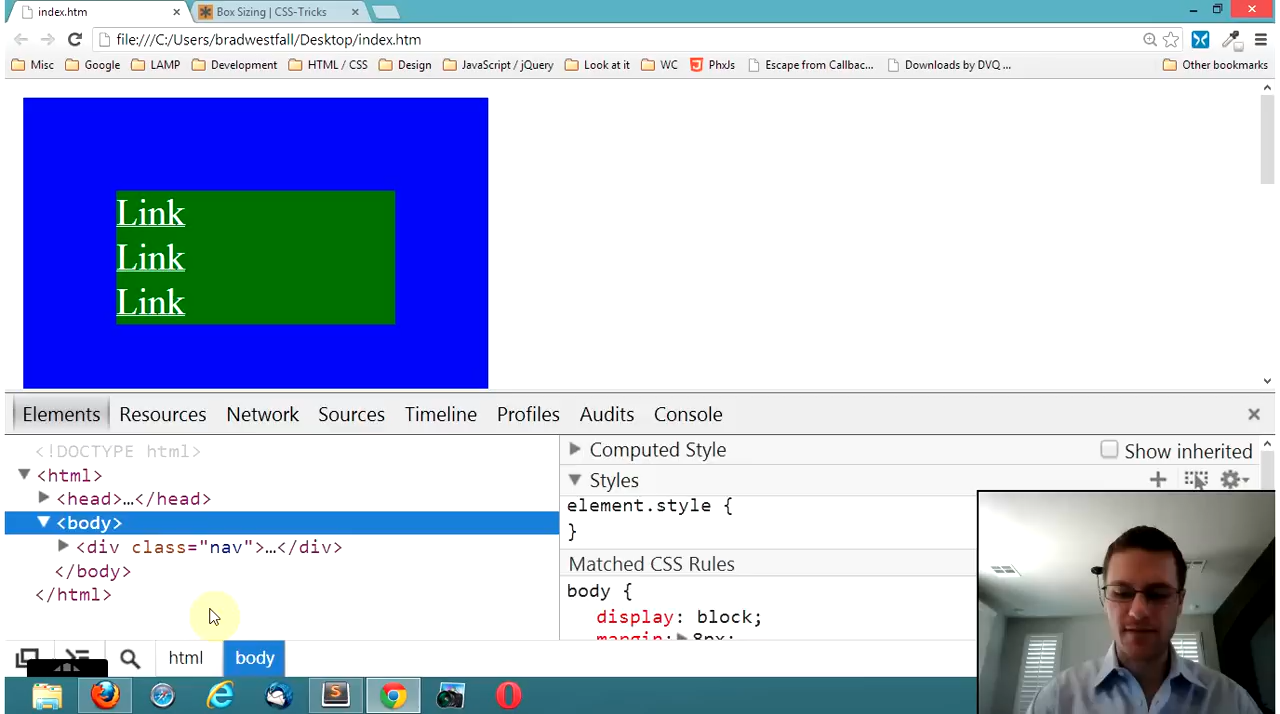 index.htm
Box Sizing | CSS-Tricks
file:///C:/Users/bradwestfall/Desktop/index.htm
Misc Google LAMP Development HTML / CSS Design JavaScript / jQuery Look at it WC PhxJs Escape from Callbac... Downloads by DVQ ... Other bookmarks
Link
Link
Link
Elements Resources Network Sources Timeline Profiles Audits Console
<!DOCTYPE html>
<html>
<head>…</head>
<body>
<div class="nav">…</div>
</body>
</html>
html body
Computed Style Show inherited
Styles
element.style {
}
Matched CSS Rules
body {
display: block;
margin: 8px;